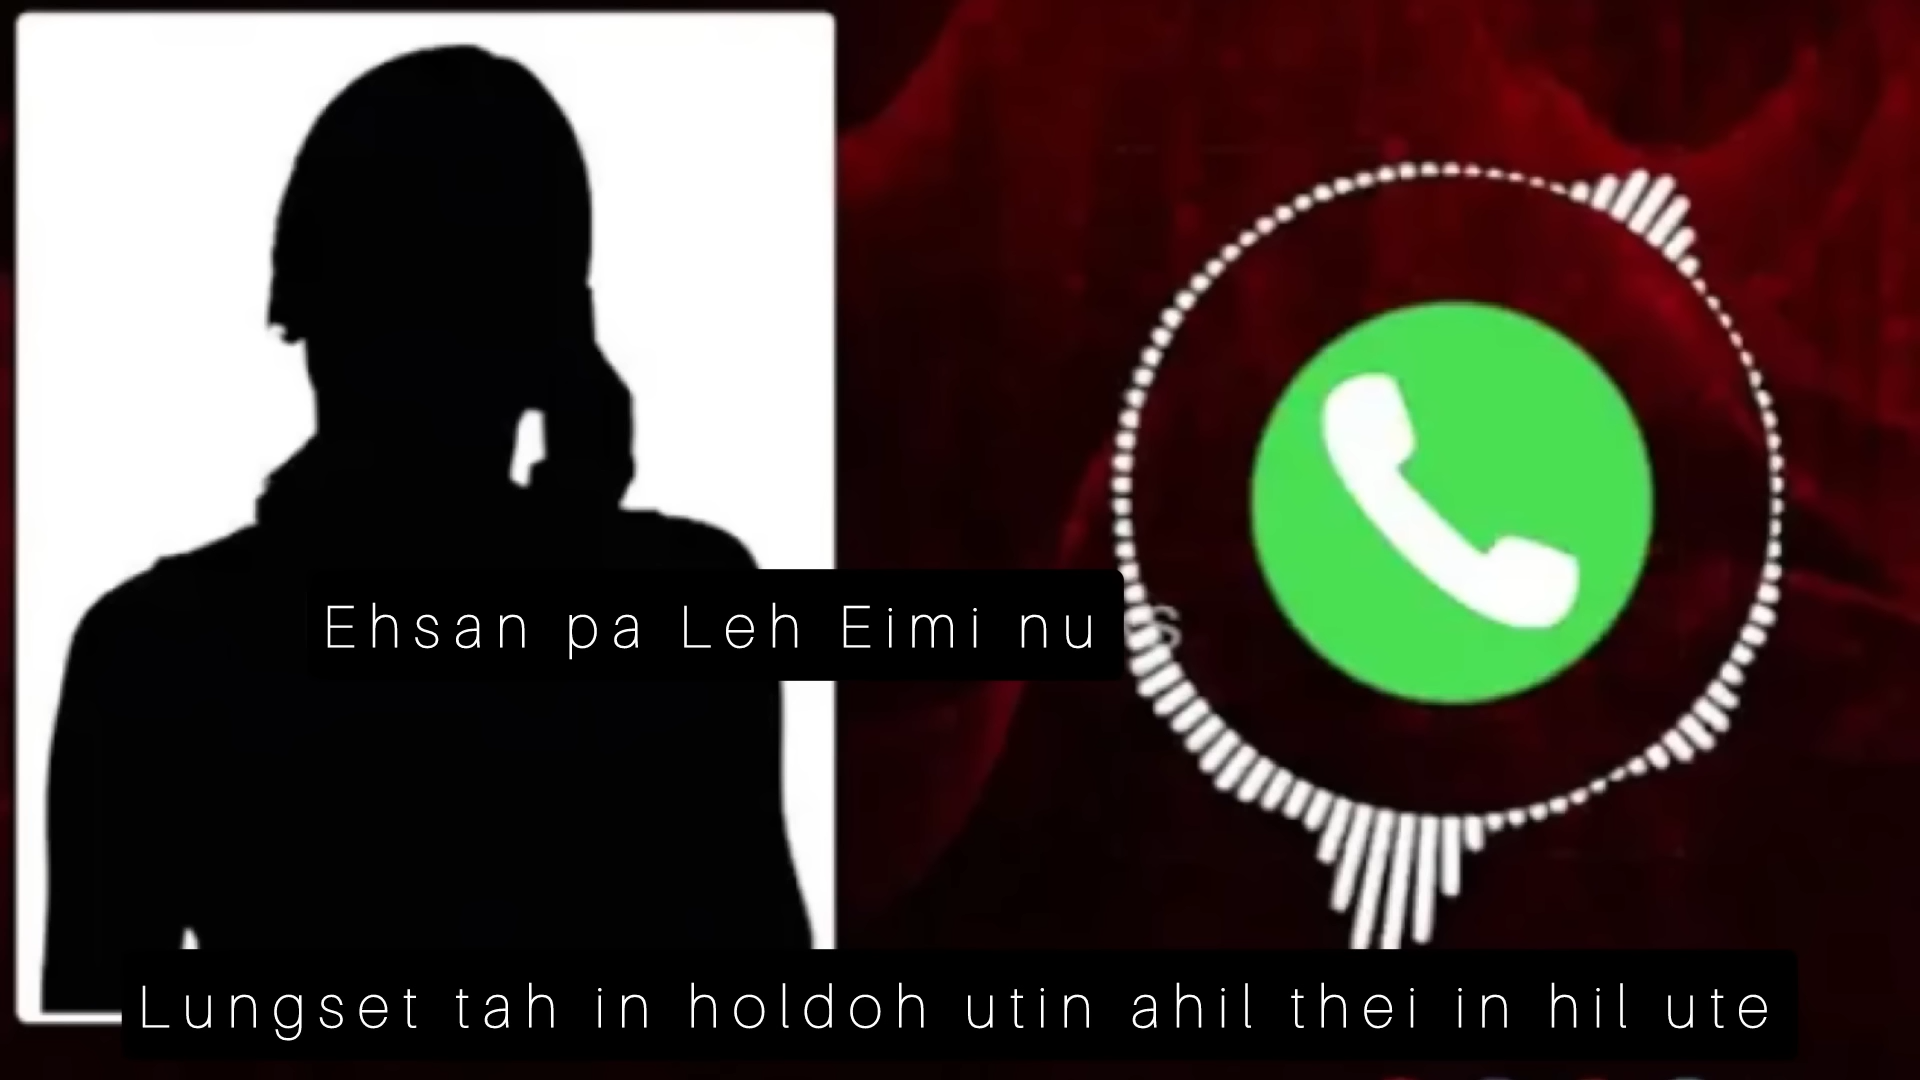 Ehsan pa Leh Eimi nu
Lungset tah in holdoh utin ahil thei in hil ute